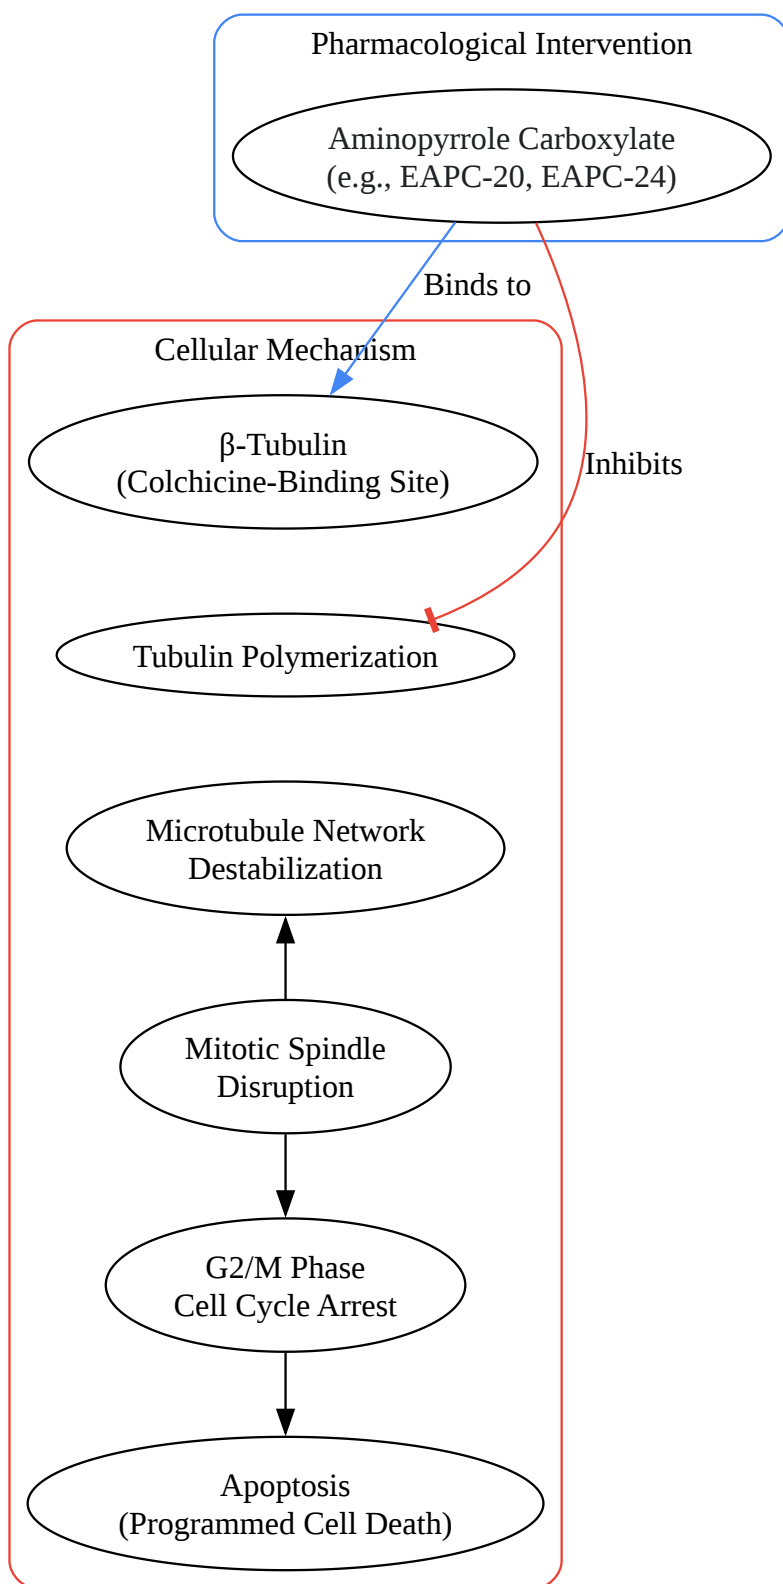 Pharmacological Intervention
Aminopyrrole Carboxylate
(e.g., EAPC-20, EAPC-24)
Binds to
Cellular Mechanism
β-Tubulin
(Colchicine-Binding Site)
Inhibits
Tubulin Polymerization
Microtubule Network
Destabilization
Mitotic Spindle
Disruption
G2/M Phase
Cell Cycle Arrest
Apoptosis
(Programmed Cell Death)